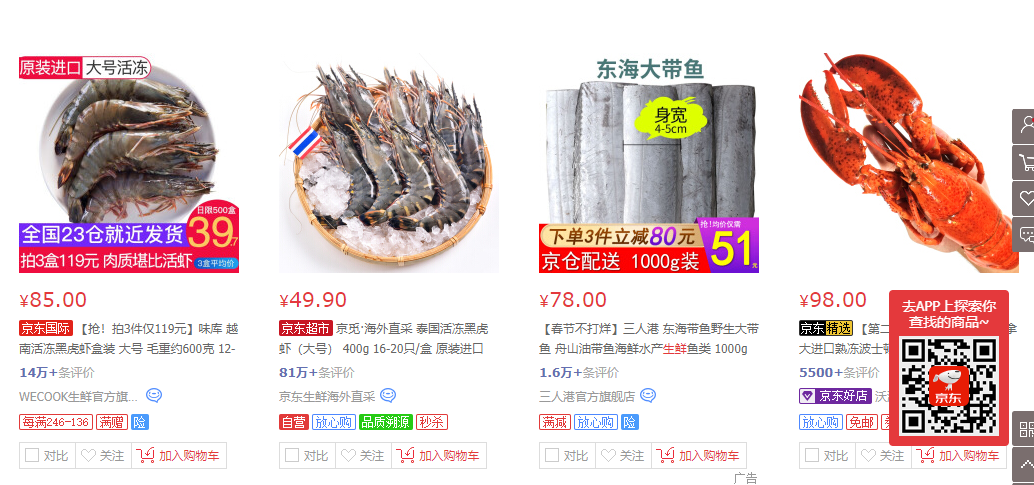 原装进口 大号活冻
日限500盒
39.7
全国23仓就近发货
拍3盒119元 肉质堪比活虾
3盒平均价
¥85.00
京东国际 【抢！拍3件仅119元】味库 越
南活冻黑虎虾盒装 大号 毛重约600克 12-
14万+条评价
WECOOK生鲜官方旗...
每满246-136 满赠 险
对比 关注 加入购物车
¥49.90
京东超市 京觅·海外直采 泰国活冻黑虎
虾（大号） 400g 16-20只/盒 原装进口
81万+条评价
京东生鲜海外直采
自营 放心购 品质溯源 秒杀
对比 关注 加入购物车
东海大带鱼
身宽
4-5cm
下单3件立减80元
抢！均价仅需
51元
京仓配送 1000g装
¥78.00
【春节不打烊】三人港 东海带鱼野生大带
鱼 舟山油带鱼海鲜水产生鲜鱼类 1000g
1.6万+条评价
三人港官方旗舰店
满减 放心购 险
对比 关注 加入购物车
广告
¥98.00
京东精选 【第二
大进口熟冻波士
5500+条评价
京东好店
放心购 免邮
对比 关注 加入购物车
去APP上探索你
查找的商品~
京东